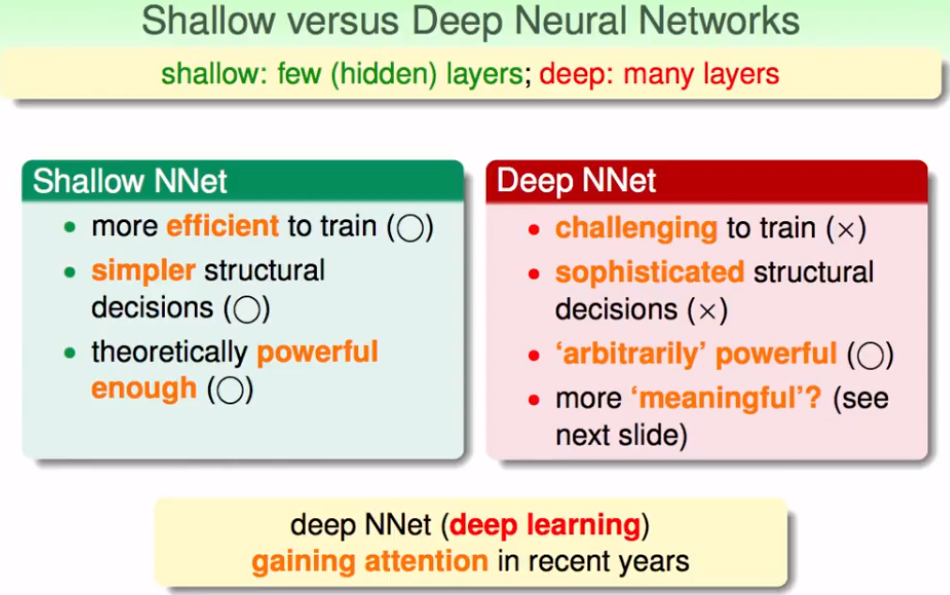 Shallow versus Deep Neural Networks
shallow: few (hidden) layers; deep: many layers
Shallow NNet
• more efficient to train (○)
• simpler structural
decisions (○)
• theoretically powerful
enough (○)
Deep NNet
• challenging to train (×)
• sophisticated structural
decisions (×)
• ‘arbitrarily’ powerful (○)
• more ‘meaningful’? (see
next slide)
deep NNet (deep learning)
gaining attention in recent years